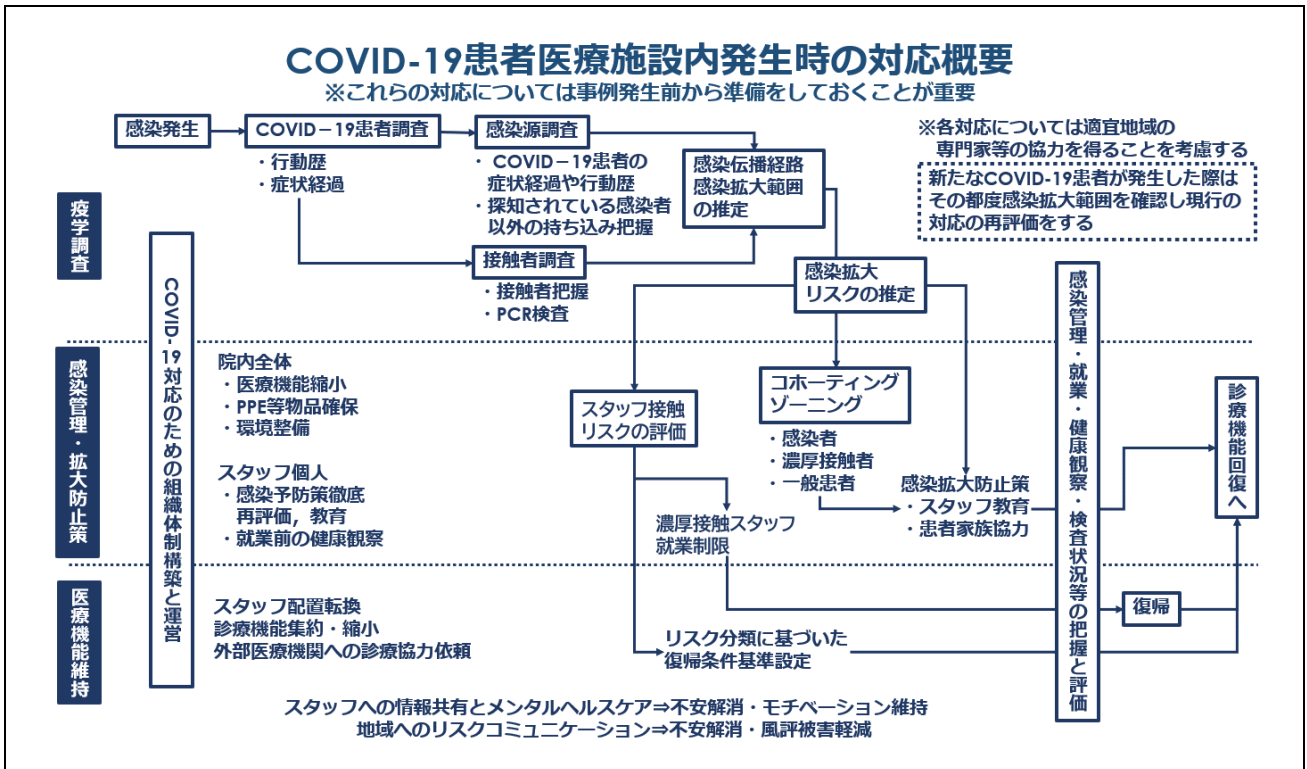 COVID-19患者医療施設内発生時の対応概要
※これらの対応については事例発生前から準備をしておくことが重要
感染発生
COVID−19患者調査
・行動歴
・症状経過
感染源調査
・COVID−19患者の
症状経過や行動歴
・探知されている感染者
以外の持ち込み把握
接触者調査
・接触者把握
・PCR検査
感染伝播経路
感染拡大範囲
の推定
※各対応については適宜地域の
専門家等の協力を得ることを考慮する
新たなCOVID-19患者が発生した際は
その都度感染拡大範囲を確認し現行の
対応の再評価をする
感染拡大
リスクの推定
疫学調査
COVID-19対応のための組織体制構築と運営
感染管理・拡大防止策
院内全体
・医療機能縮小
・PPE等物品確保
・環境整備
スタッフ個人
・感染予防策徹底
再評価，教育
・就業前の健康観察
スタッフ接触
リスクの評価
コホーティング
ゾーニング
・感染者
・濃厚接触者
・一般患者
濃厚接触スタッフ
就業制限
感染拡大防止策
・スタッフ教育
・患者家族協力
感染管理・就業・健康観察・検査状況等の把握と評価
診療機能回復へ
医療機能維持
スタッフ配置転換
診療機能集約・縮小
外部医療機関への診療協力依頼
リスク分類に基づいた
復帰条件基準設定
復帰
スタッフへの情報共有とメンタルヘルスケア⇒不安解消・モチベーション維持
地域へのリスクコミュニケーション⇒不安解消・風評被害軽減